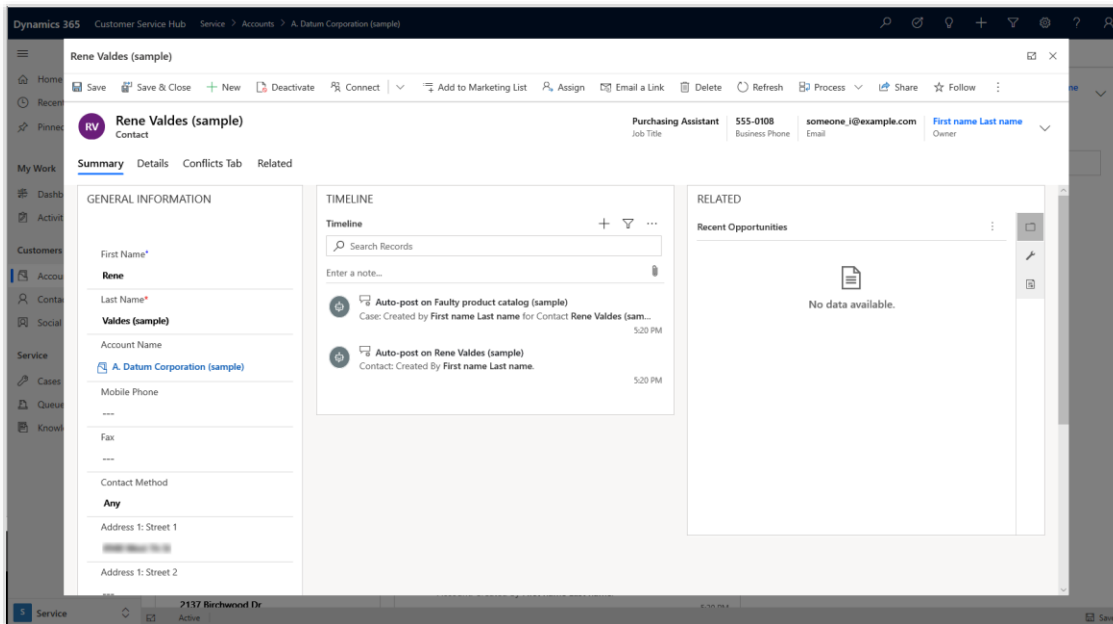 Dynamics 365 Customer Service Hub Service > Accounts > A. Datum Corporation (sample)
Rene Valdes (sample)
Save Save & Close New Deactivate Connect Add to Marketing List Assign Email a Link Delete Refresh Process Share Follow
RV
Rene Valdes (sample)
Contact
Purchasing Assistant
Job Title
555-0108
Business Phone
someone_i@example.com
Email
First name Last name
Owner
Summary Details Conflicts Tab Related
Home
Recen
Pinned
My Work
Dashb
Activit
Customers
Accou
Conta
Social
Service
Cases
Queue
Knowl
S Service
GENERAL INFORMATION
First Name*
Rene
Last Name*
Valdes (sample)
Account Name
A. Datum Corporation (sample)
Mobile Phone
---
Fax
---
Contact Method
Any
Address 1: Street 1
Address 1: Street 2
---
TIMELINE
Timeline
Search Records
Enter a note...
Auto-post on Faulty product catalog (sample)
Case: Created by First name Last name for Contact Rene Valdes (sam...
5:20 PM
Auto-post on Rene Valdes (sample)
Contact: Created By First name Last name.
5:20 PM
RELATED
Recent Opportunities
No data available.
2137 Birchwood Dr
Active
5:20 PM
Sav